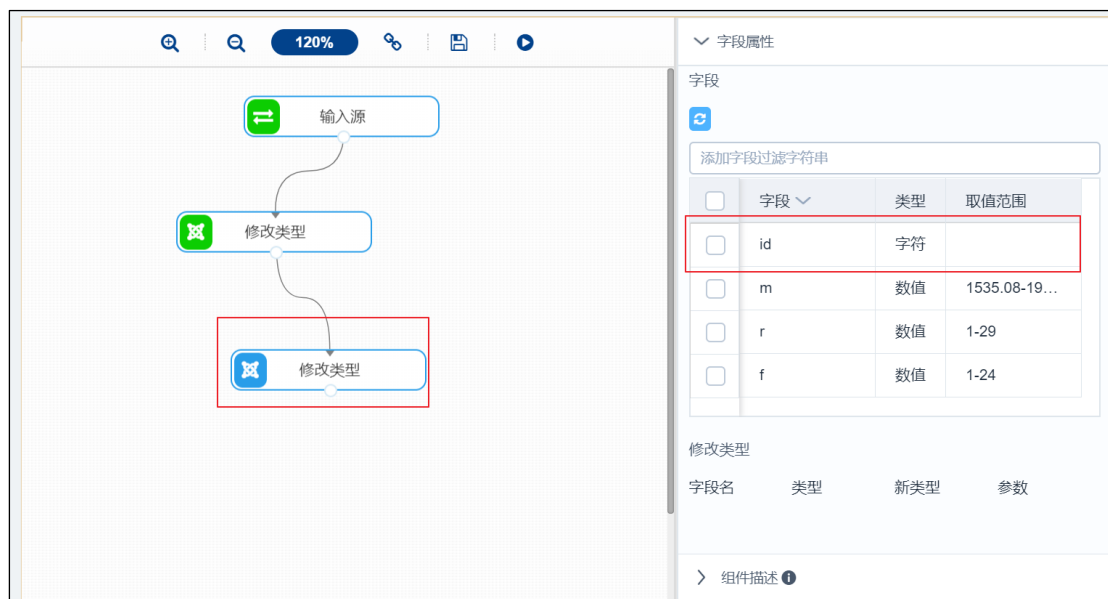 120%
输入源
修改类型
修改类型
字段属性
字段
添加字段过滤字符串
字段 类型 取值范围
id 字符
m 数值 1535.08-19...
r 数值 1-29
f 数值 1-24
修改类型
字段名 类型 新类型 参数
组件描述